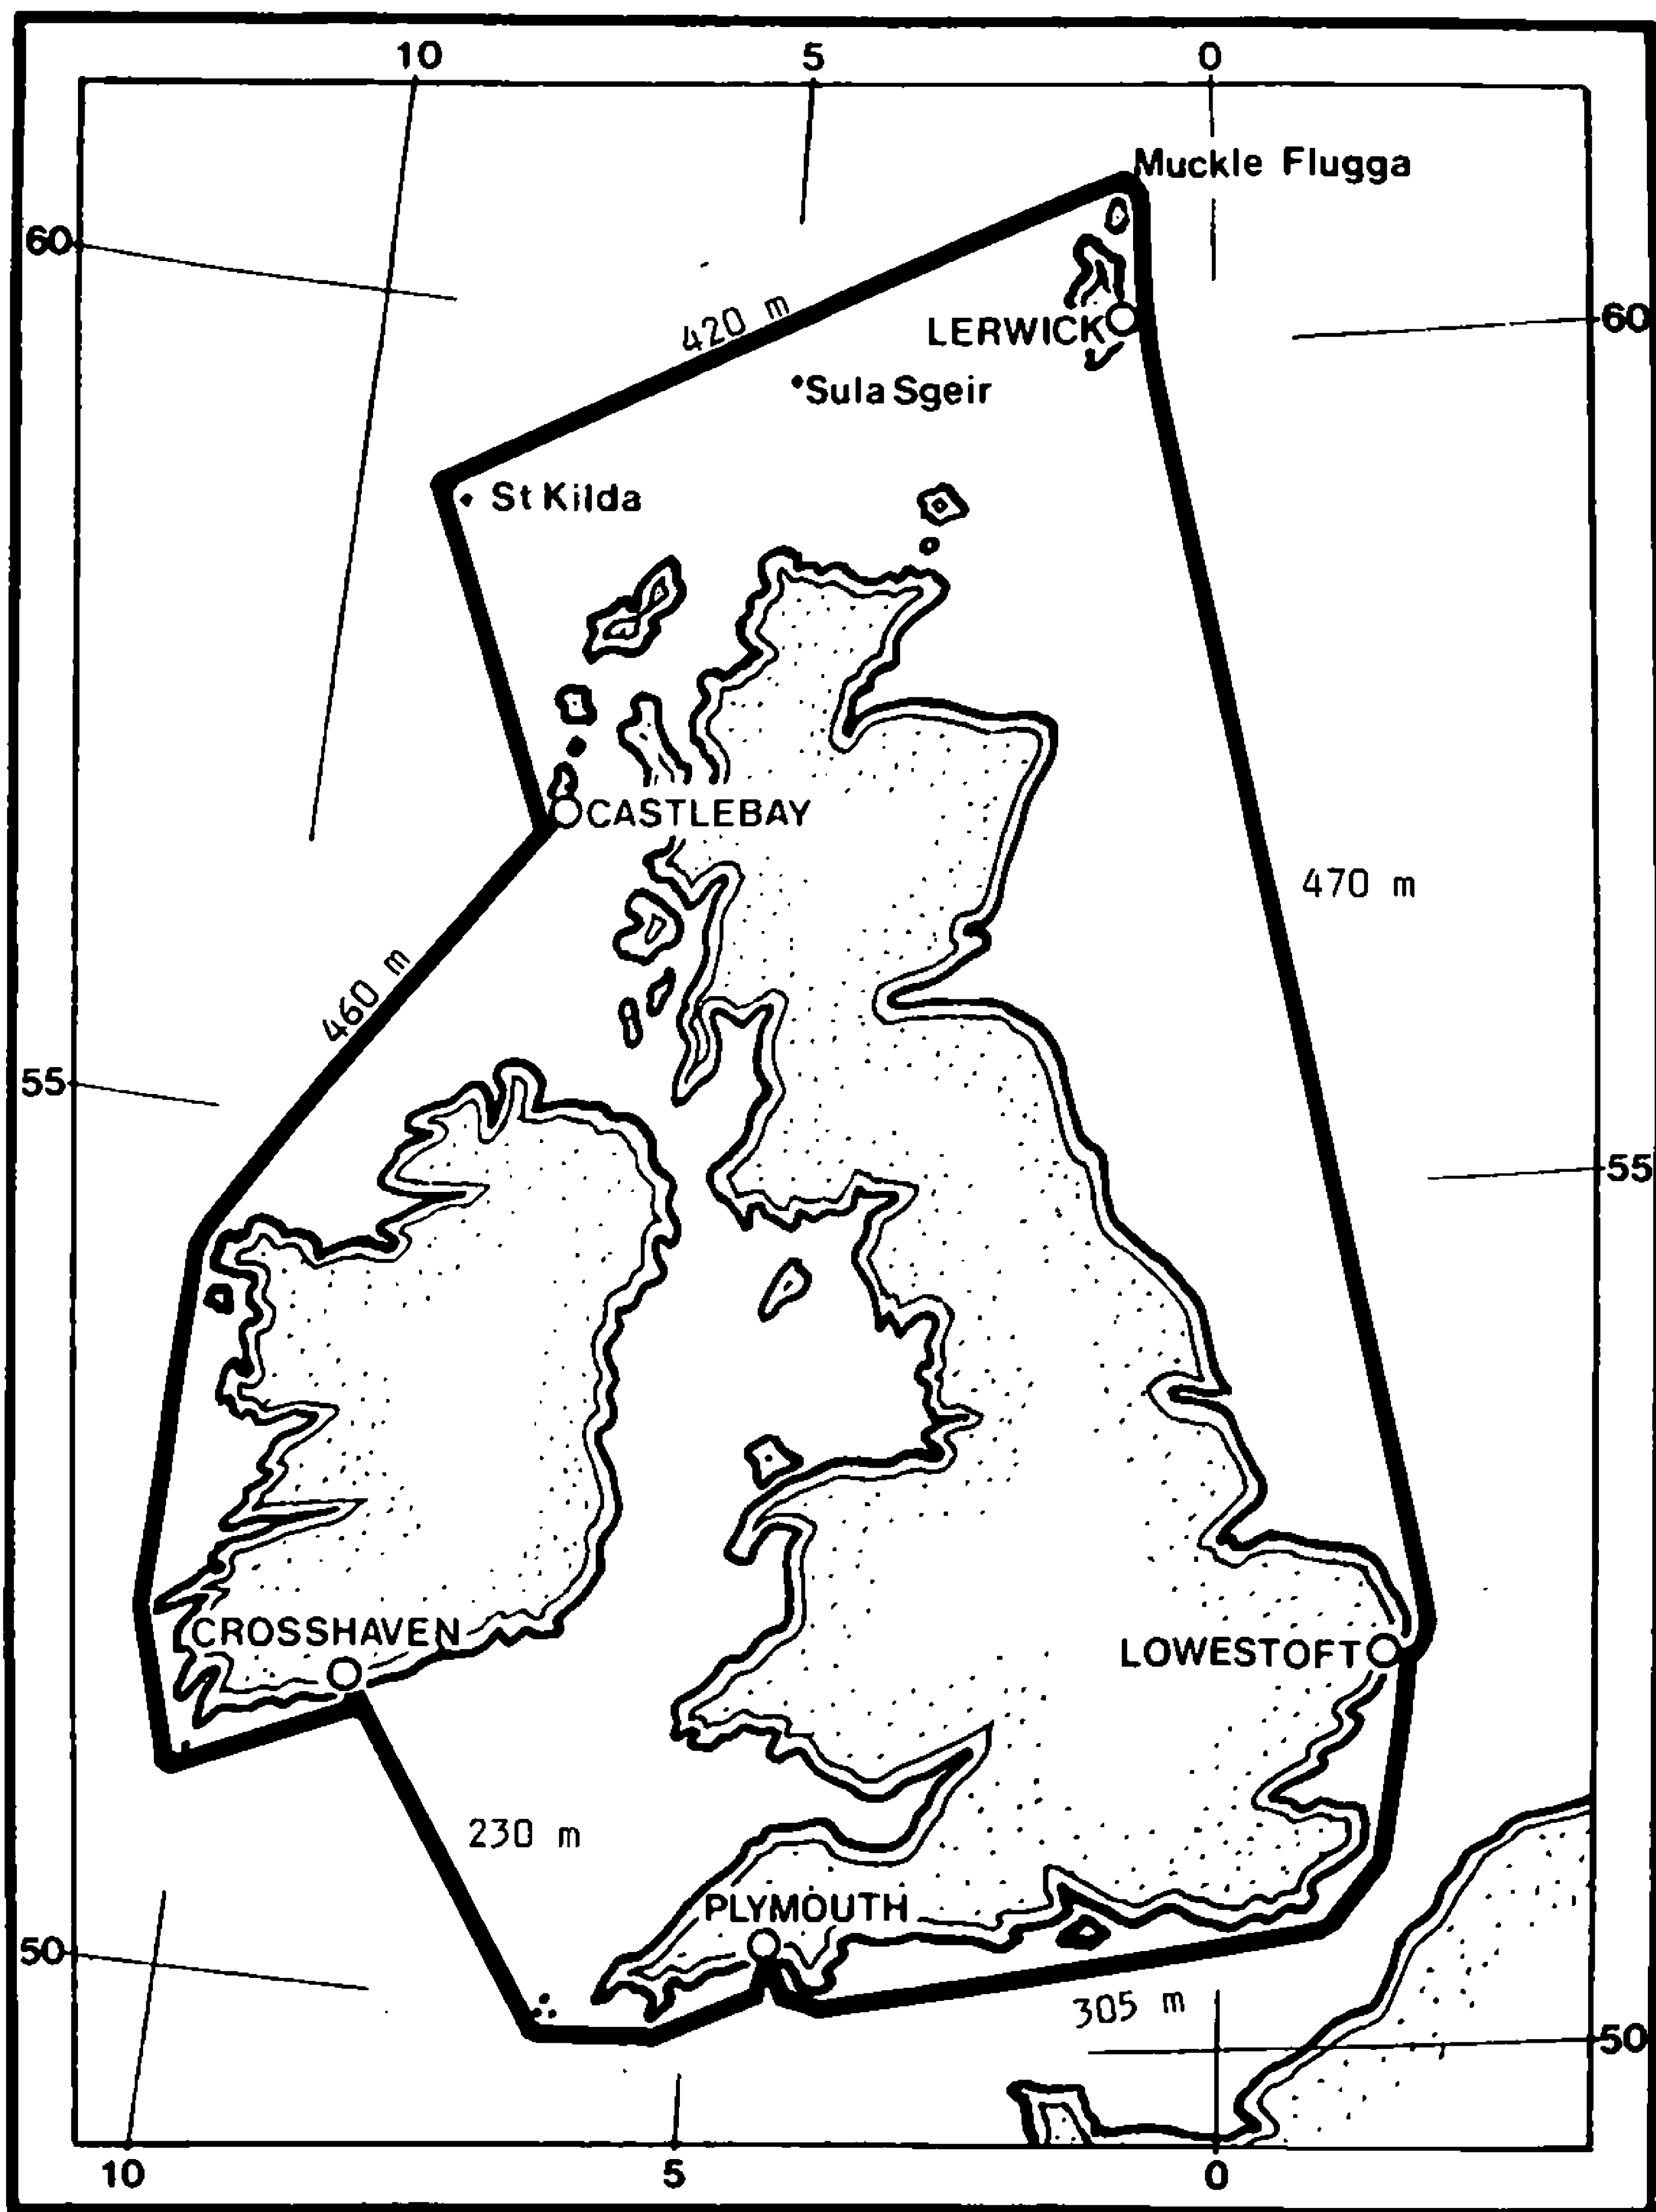 10 5 0
Muckle Flugga
60
420 m
LERWICK
60
Sula Sgeir
St Kilda
CASTLEBAY
470 m
460 m
55
55
CROSSHAVEN
LOWESTOFT
230 m
PLYMOUTH
50
305 m
50
10 5 0